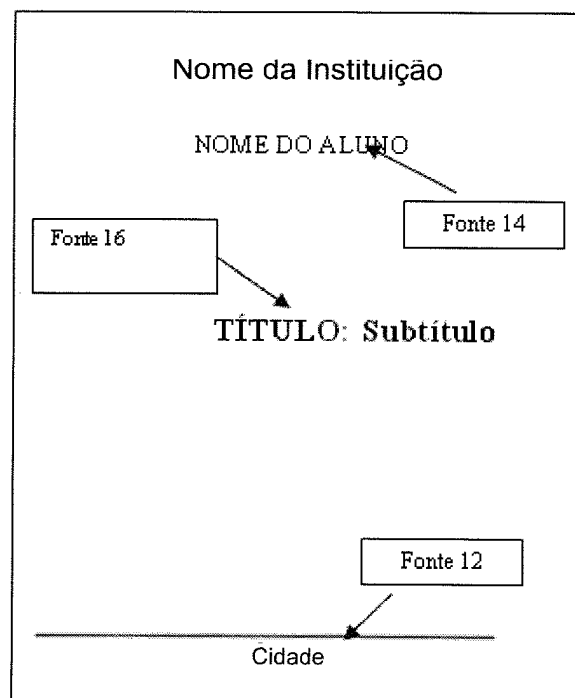 Nome da Instituição
NOME DO ALUNO
Fonte 14
Fonte 16
TÍTULO: Subtítulo
Fonte 12
Cidade